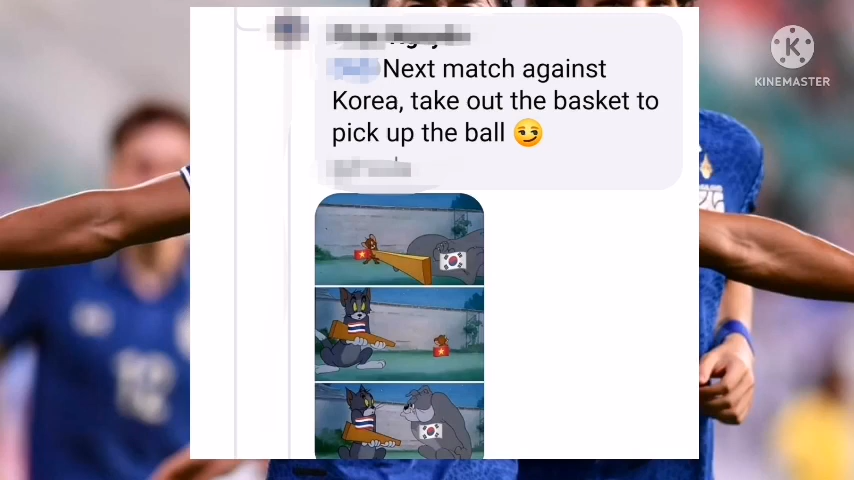 Next match against
Korea, take out the basket to
pick up the ball 😏
KINEMASTER